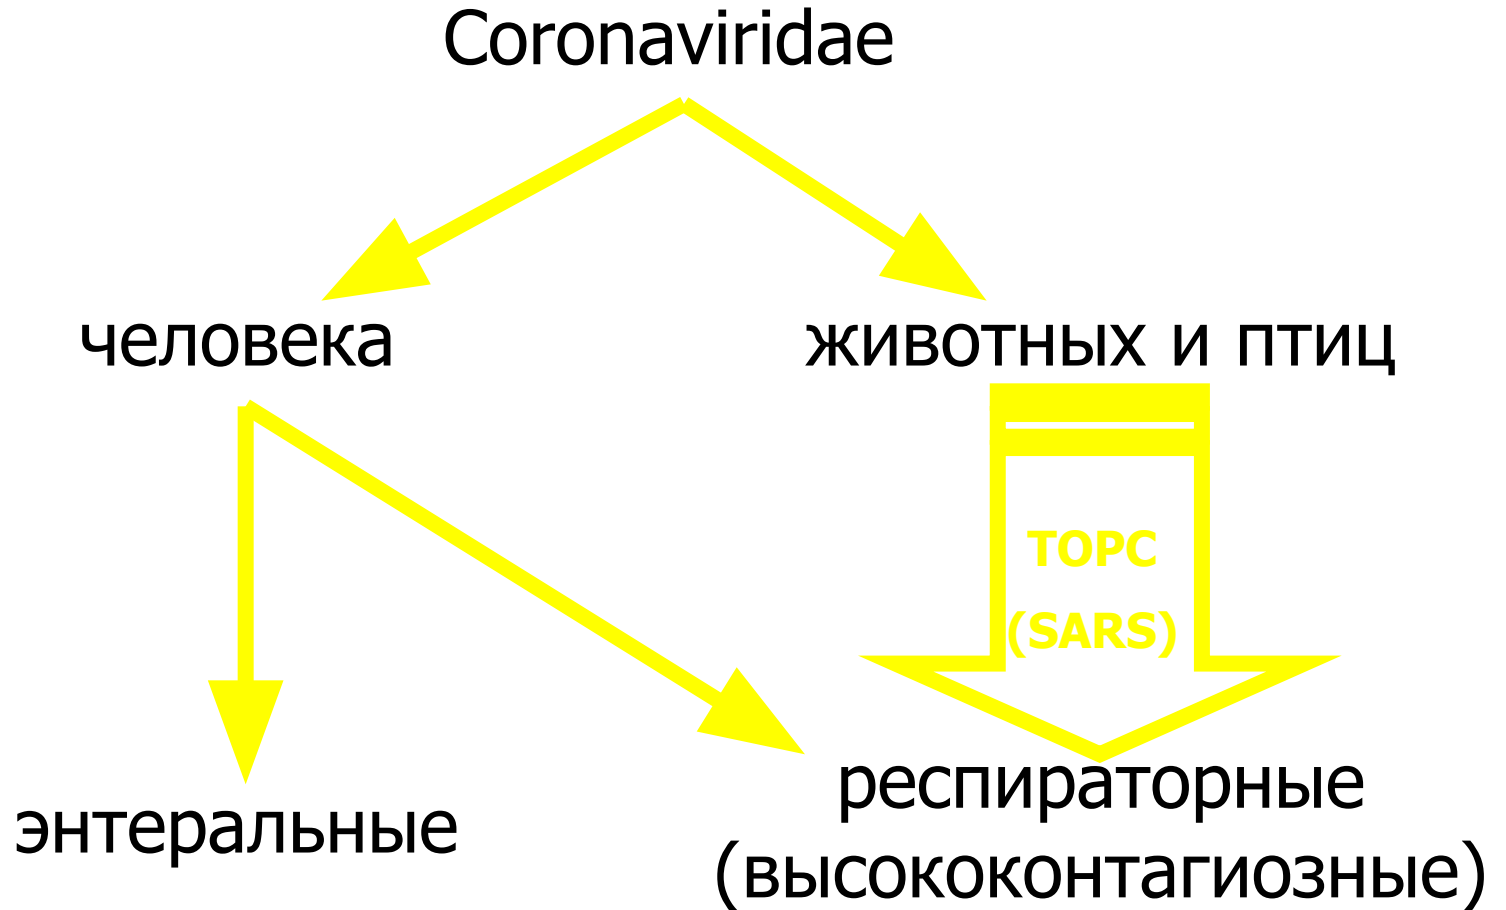 Coronaviridae
человека
животных и птиц
ТОРС
(SARS)
энтеральные
респираторные
(высококонтагиозные)